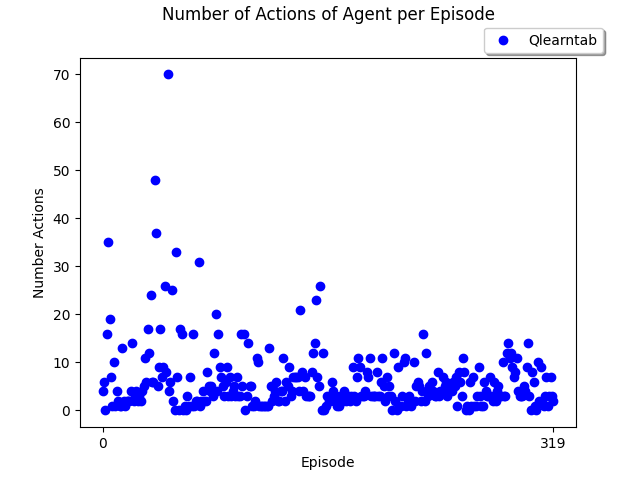 Number of Actions of Agent per Episode
Qlearntab
70
60
50
40
30
20
10
0
Number Actions
0 319
Episode